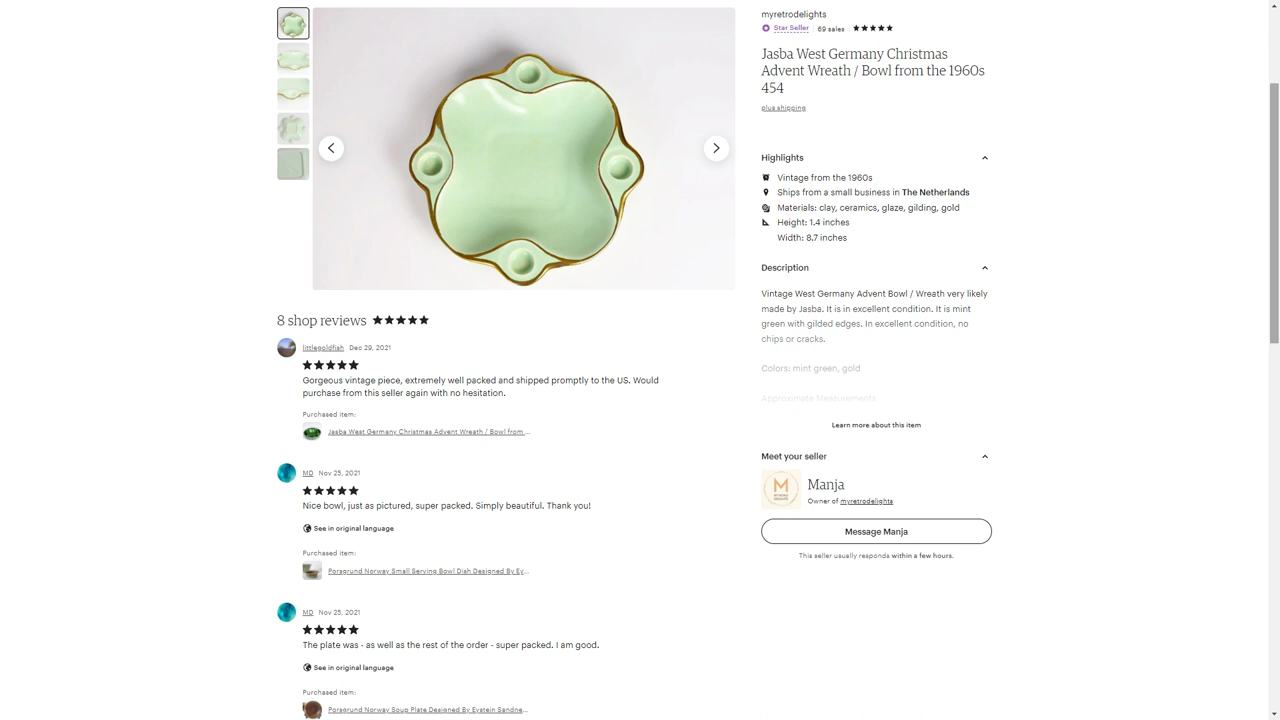 myretrodelights
Star Seller
69 sales
Jasba West Germany Christmas
Advent Wreath / Bowl from the 1960s
454
plus shipping
Highlights
Vintage from the 1960s
Ships from a small business in The Netherlands
Materials: clay, ceramics, glaze, gilding, gold
Height: 1.4 inches
Width: 8.7 inches
Description
Vintage West Germany Advent Bowl / Wreath very likely
made by Jasba. It is in excellent condition. It is mint
green with gilded edges. In excellent condition, no
chips or cracks.
Colors: mint green, gold
Approximate Measurements
Learn more about this item
Meet your seller
M
MY RETRO
DELIGHTS
Manja
Owner of myretrodelights
Message Manja
This seller usually responds within a few hours.
8 shop reviews
littlegoldfish Dec 29, 2021
Gorgeous vintage piece, extremely well packed and shipped promptly to the US. Would
purchase from this seller again with no hesitation.
Purchased item:
Jasba West Germany Christmas Advent Wreath / Bowl from ...
MD Nov 25, 2021
Nice bowl, just as pictured, super packed. Simply beautiful. Thank you!
See in original language
Purchased item:
Porsgrund Norway Small Serving Bowl Dish Designed By Ey...
MD Nov 25, 2021
The plate was - as well as the rest of the order - super packed. I am good.
See in original language
Purchased item:
Porsgrund Norway Soup Plate Designed By Eystein Sandne...